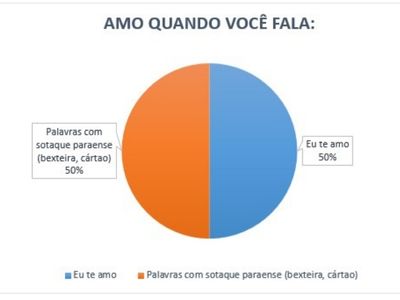 AMO QUANDO VOCÊ FALA:
Palavras com
sotaque paraense
(bexteira, cártao)
50%
Eu te amo
50%
Eu te amo
Palavras com sotaque paraense (bexteira, cártao)